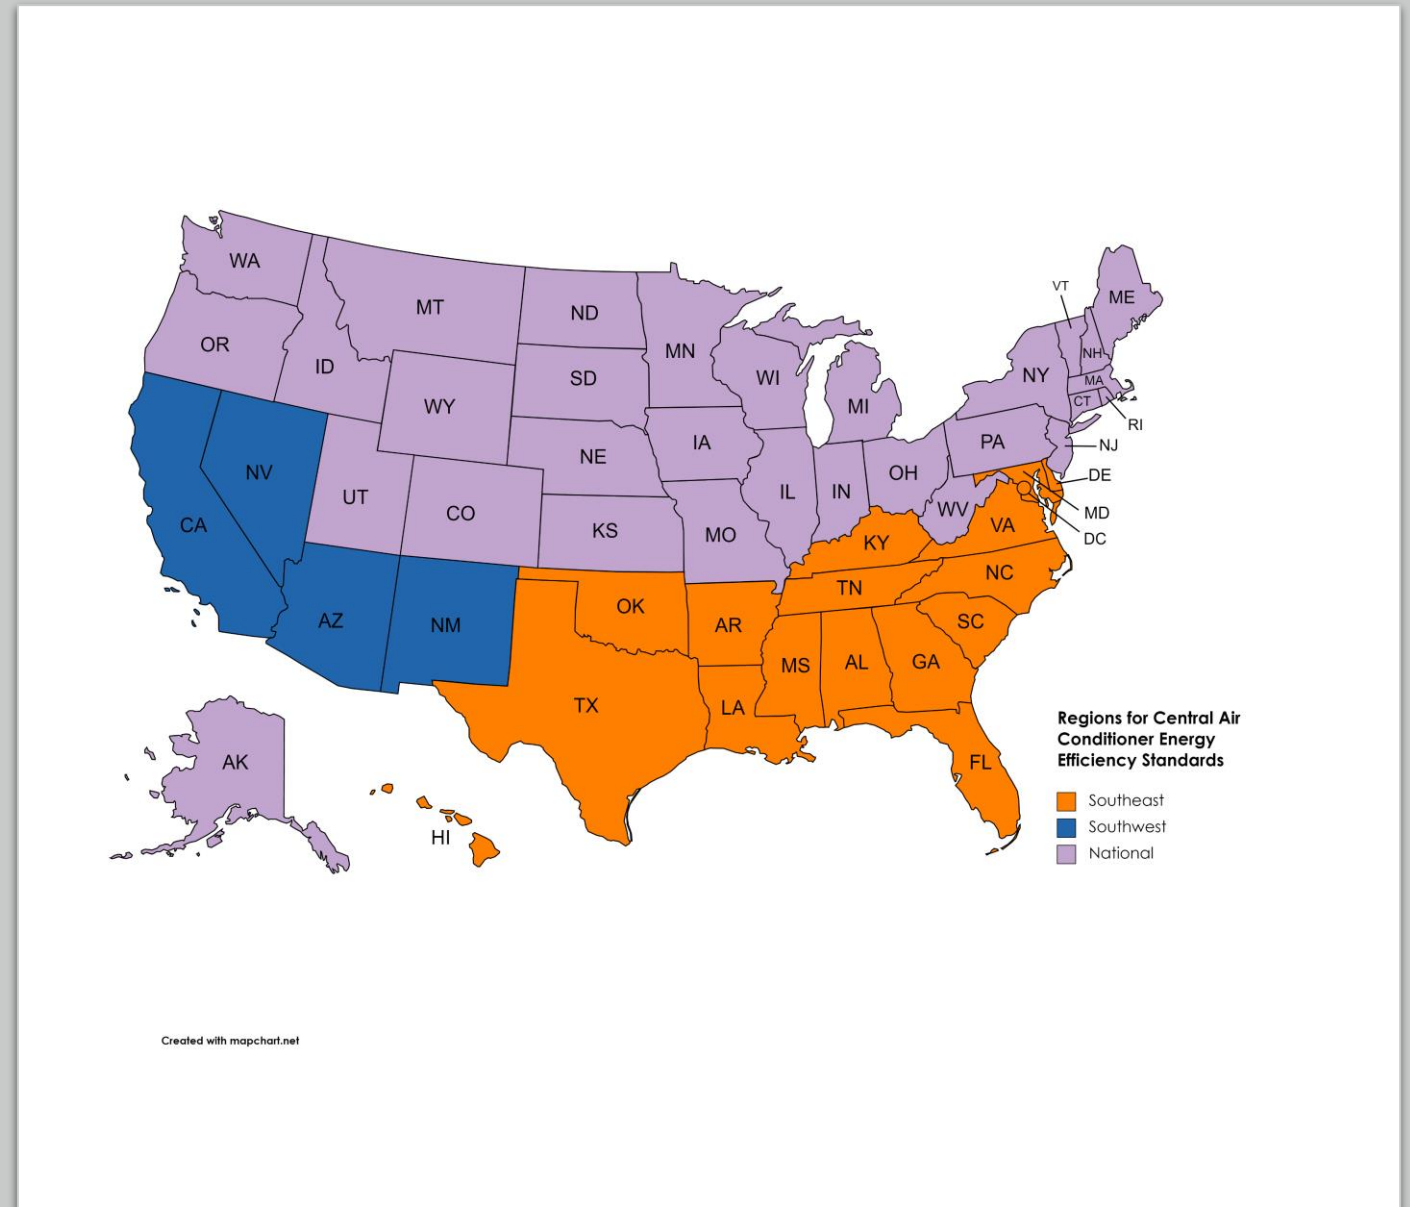 WA
MT
ND
MN
VT
ME
OR
ID
SD
WI
NH
NY
MA
WY
MI
CT
RI
IA
PA
NJ
NE
NV
OH
DE
UT
IL
IN
CO
WV
MD
CA
KS
MO
VA
DC
KY
NC
TN
OK
AZ
NM
AR
SC
MS
AL
GA
TX
LA
AK
FL
HI
Regions for Central Air
Conditioner Energy
Efficiency Standards
Southeast
Southwest
National
Created with mapchart.net